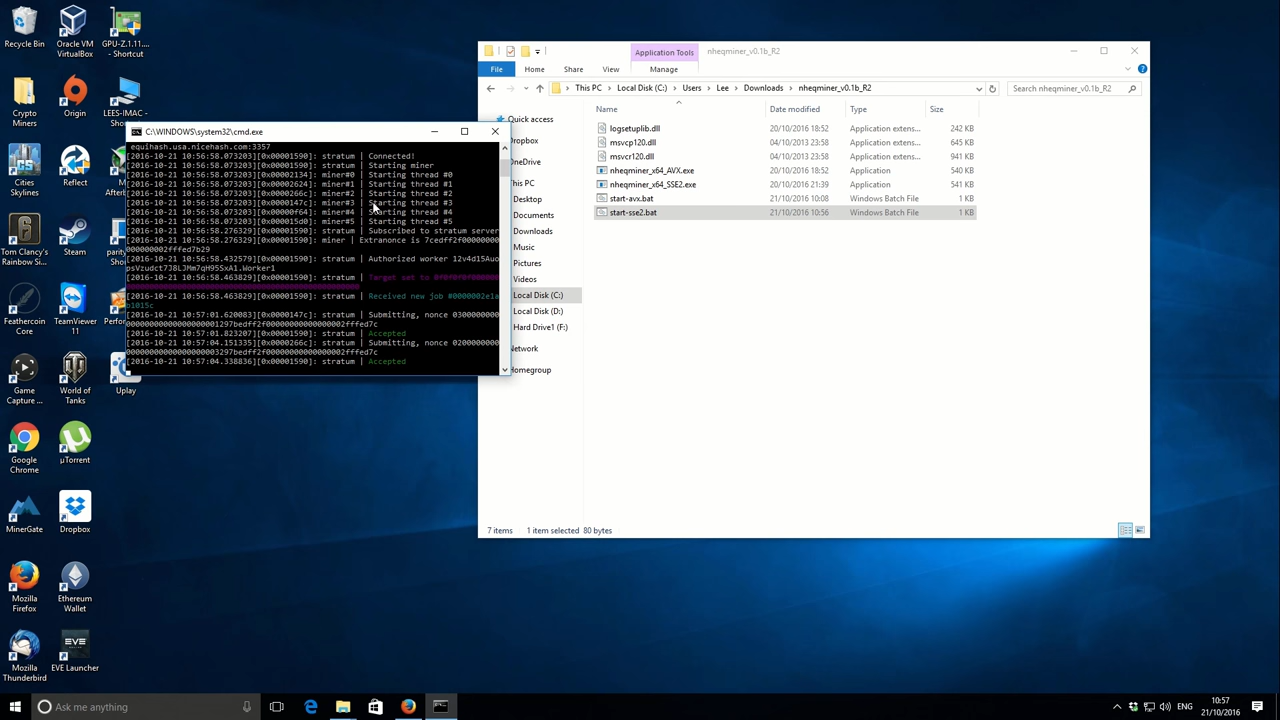 Recycle Bin
Oracle VM
VirtualBox
GPU-Z.1.11....
- Shortcut
Crypto
Miners
Origin
LEES-IMAC -
Shortcut
Cities
Reflect
Tom Clancy's
Rainbow Six
Steam
Feathercoin
Core
TeamViewer
11
Game
Capture ...
World of
Tanks
Uplay
Google
Chrome
µTorrent
MinerGate
Dropbox
Mozilla
Firefox
Ethereum
Wallet
Mozilla
Thunderbird
EVE
EVE Launcher
C:\WINDOWS\system32\cmd.exe
equihash.usa.nicehash.com:3357
[2016-10-21 10:56:58.073203][0x00001590]: stratum | Connected!
[2016-10-21 10:56:58.073203][0x00001590]: stratum | Starting miner
[2016-10-21 10:56:58.073203][0x00002134]: miner#0 | Starting thread #0
[2016-10-21 10:56:58.073203][0x00002624]: miner#1 | Starting thread #1
[2016-10-21 10:56:58.073203][0x0000266c]: miner#2 | Starting thread #2
[2016-10-21 10:56:58.073203][0x0000147c]: miner#3 | Starting thread #3
[2016-10-21 10:56:58.073203][0x00000f64]: miner#4 | Starting thread #4
[2016-10-21 10:56:58.073203][0x000015d0]: miner#5 | Starting thread #5
[2016-10-21 10:56:58.276329][0x00001590]: stratum | Subscribed to stratum server
[2016-10-21 10:56:58.276329][0x00001590]: miner | Extranonce is
[2016-10-21 10:56:58.432579][0x00001590]: stratum | Authorized worker
[2016-10-21 10:56:58.463829][0x00001590]: stratum | Target set to
[2016-10-21 10:56:58.463829][0x00001590]: stratum | Received new job #0000002e1a
b1015c
[2016-10-21 10:57:01.620083][0x0000147c]: stratum | Submitting, nonce
[2016-10-21 10:57:01.823207][0x00001590]: stratum | Accepted
[2016-10-21 10:57:04.151335][0x0000266c]: stratum | Submitting, nonce
[2016-10-21 10:57:04.338836][0x00001590]: stratum | Accepted
Application Tools
nheqminer_v0.1b_R2
File Home Share View Manage
This PC > Local Disk (C:) > Users > Lee > Downloads > nheqminer_v0.1b_R2
Search nheqminer_v0.1b_R2
Name Date modified Type Size
logsetuplib.dll 20/10/2016 18:52 Application extens... 242 KB
msvcp120.dll 04/10/2013 23:58 Application extens... 645 KB
msvcr120.dll 04/10/2013 23:58 Application extens... 941 KB
nheqminer_x64_AVX.exe 20/10/2016 18:52 Application 540 KB
nheqminer_x64_SSE2.exe 20/10/2016 21:39 Application 541 KB
start-avx.bat 21/10/2016 10:08 Windows Batch File 1 KB
start-sse2.bat 21/10/2016 10:56 Windows Batch File 1 KB
Quick access
Dropbox
OneDrive
This PC
Desktop
Documents
Downloads
Music
Pictures
Videos
Local Disk (C:)
Local Disk (D:)
Hard Drive1 (F:)
Network
Homegroup
7 items 1 item selected 80 bytes
Ask me anything
ENG
10:57
21/10/2016